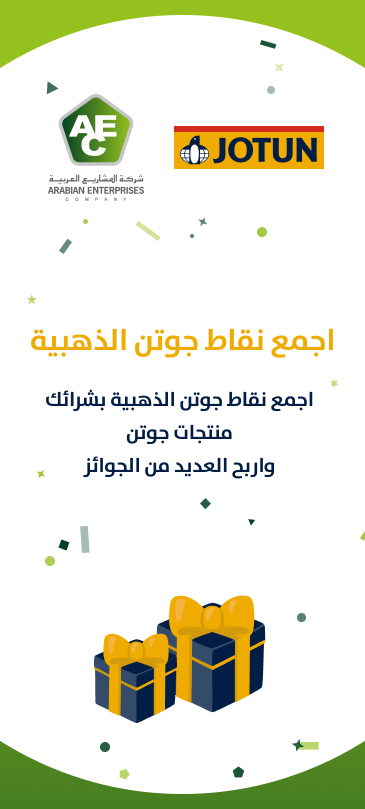 AEC
شركة المشاريع العربية
ARABIAN ENTERPRISES
COMPANY
JOTUN
اجمع نقاط جوتن الذهبية
اجمع نقاط جوتن الذهبية بشرائك
منتجات جوتن
واربح العديد من الجوائز